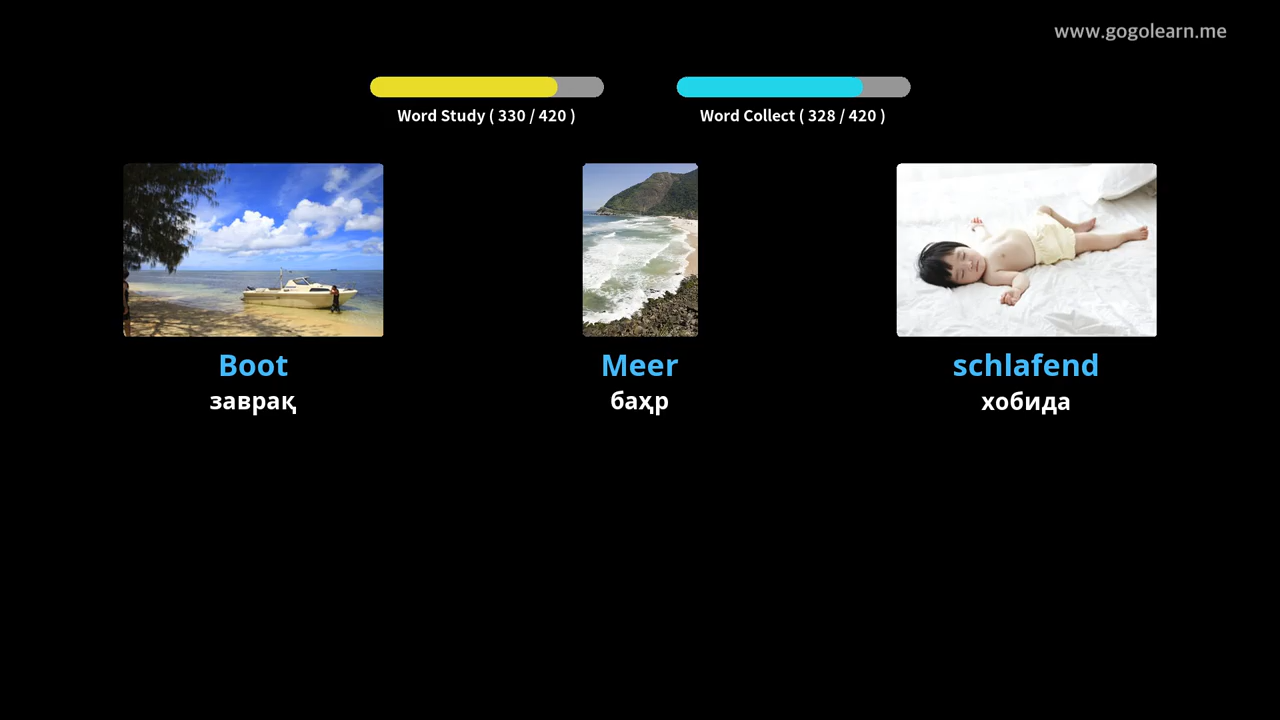 www.gogolearn.me
Word Study ( 330 / 420 )
Word Collect ( 328 / 420 )
Boot
заврақ
Meer
баҳр
schlafend
хобида